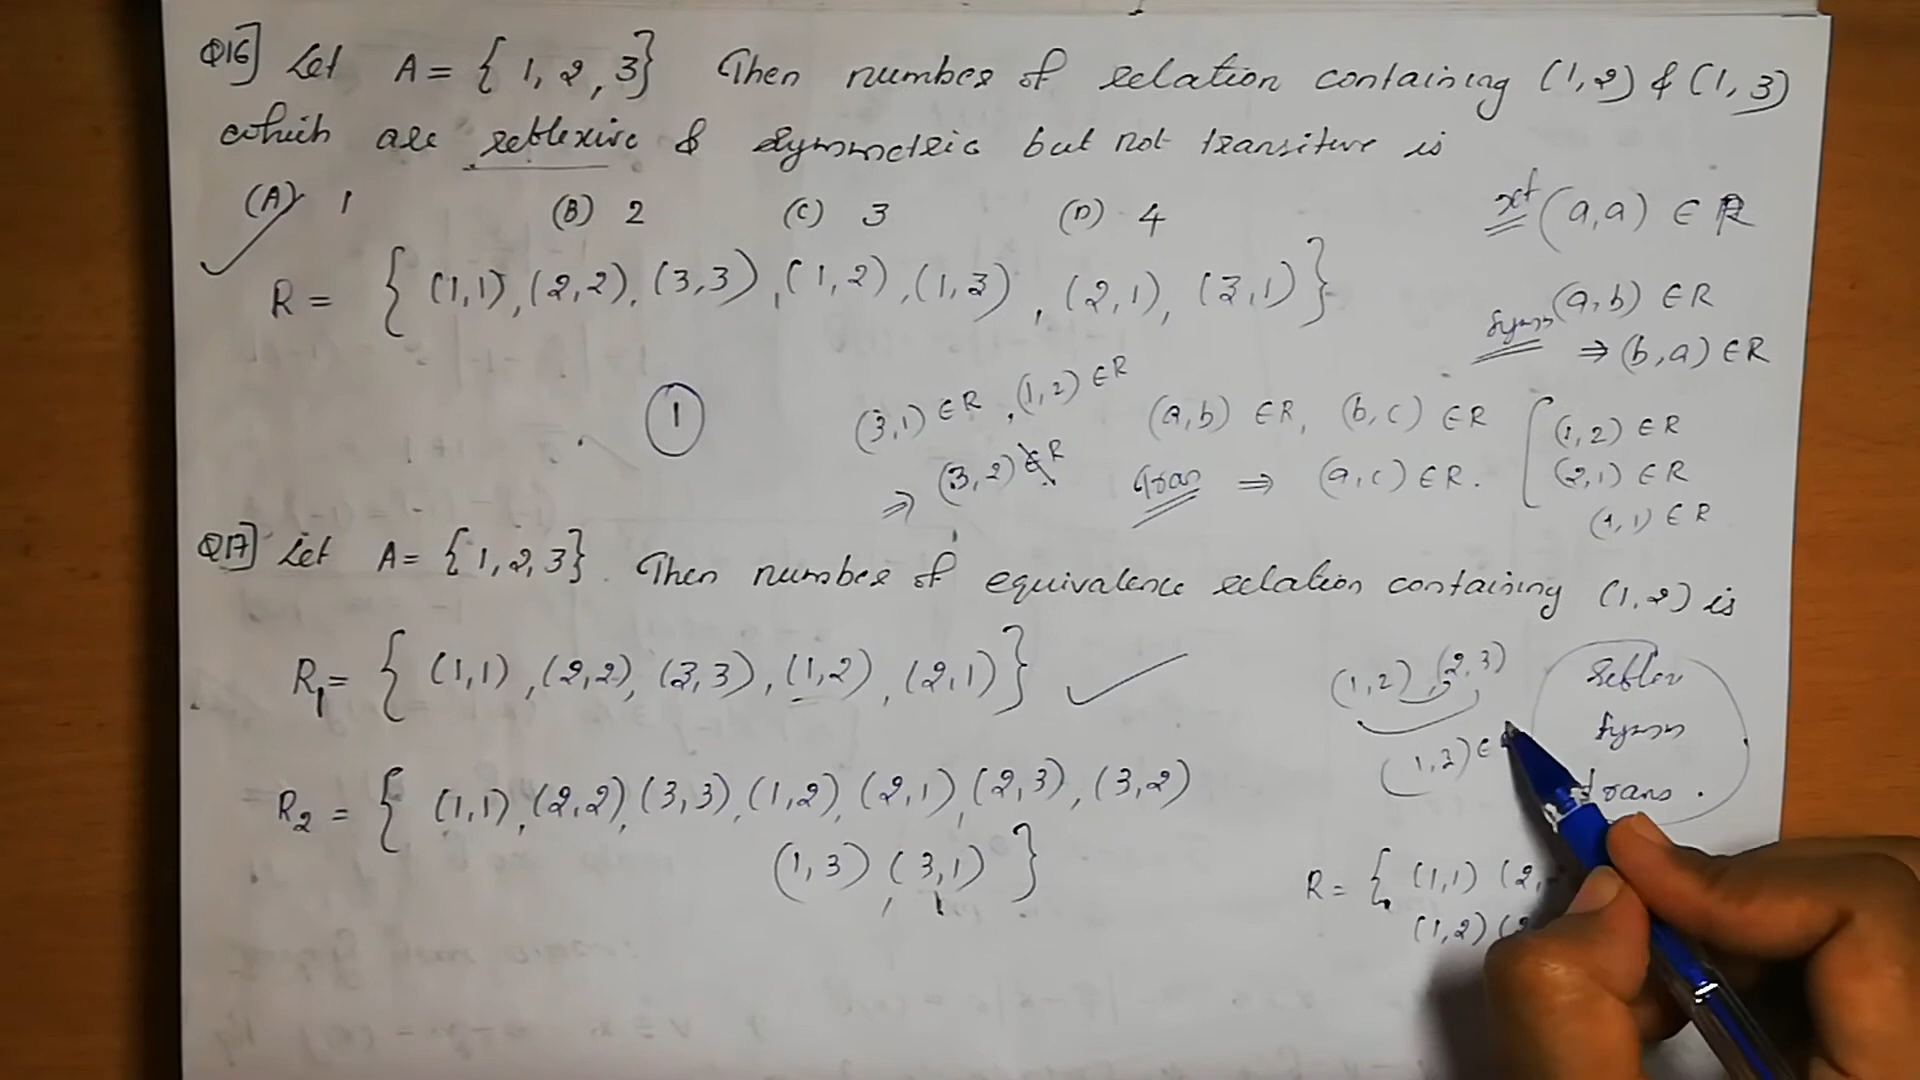 Q16] Let A = { 1, 2, 3} Then number of relation containing (1,2) & (1,3)
which are reflexive & symmetric but not transitive is
(A) 1 (B) 2 (C) 3 (D) 4
R = { (1,1), (2,2), (3,3), (1,2), (1,3), (2,1), (3,1) }
ref (a,a) ∈ R
Symm (a,b) ∈ R
⇒ (b,a) ∈ R
1
(3,1) ∈ R, (1,2) ∈ R
⇒ (3,2) ∉ R
(a,b) ∈ R, (b,c) ∈ R
Tran ⇒ (a,c) ∈ R.
[ (1,2) ∈ R
(2,1) ∈ R
(1,1) ∈ R
Q17] Let A = {1,2,3}. Then number of equivalence relation containing (1,2) is
R1 = { (1,1), (2,2), (3,3), (1,2), (2,1) } ✓
R2 = { (1,1), (2,2), (3,3), (1,2), (2,1), (2,3), (3,2)
(1,3), (3,1) }
(1,2), (2,3)
(1,3) ∈
Reflex
Symm
trans.
R = { (1,1) (2,
(1,2)